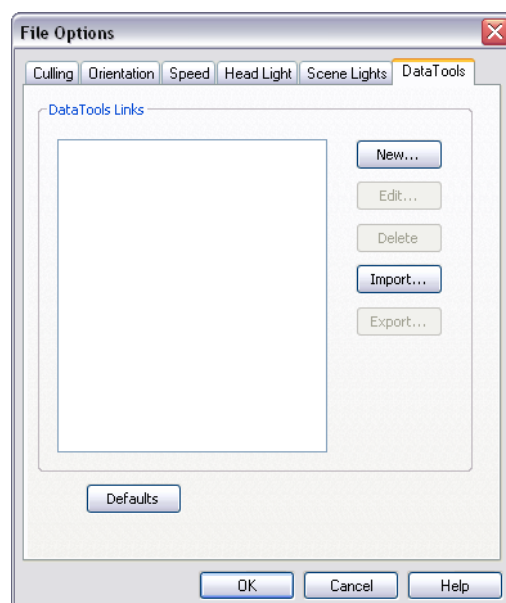 File Options
Culling Orientation Speed Head Light Scene Lights DataTools
DataTools Links
New...
Edit...
Delete
Import...
Export...
Defaults
OK Cancel Help